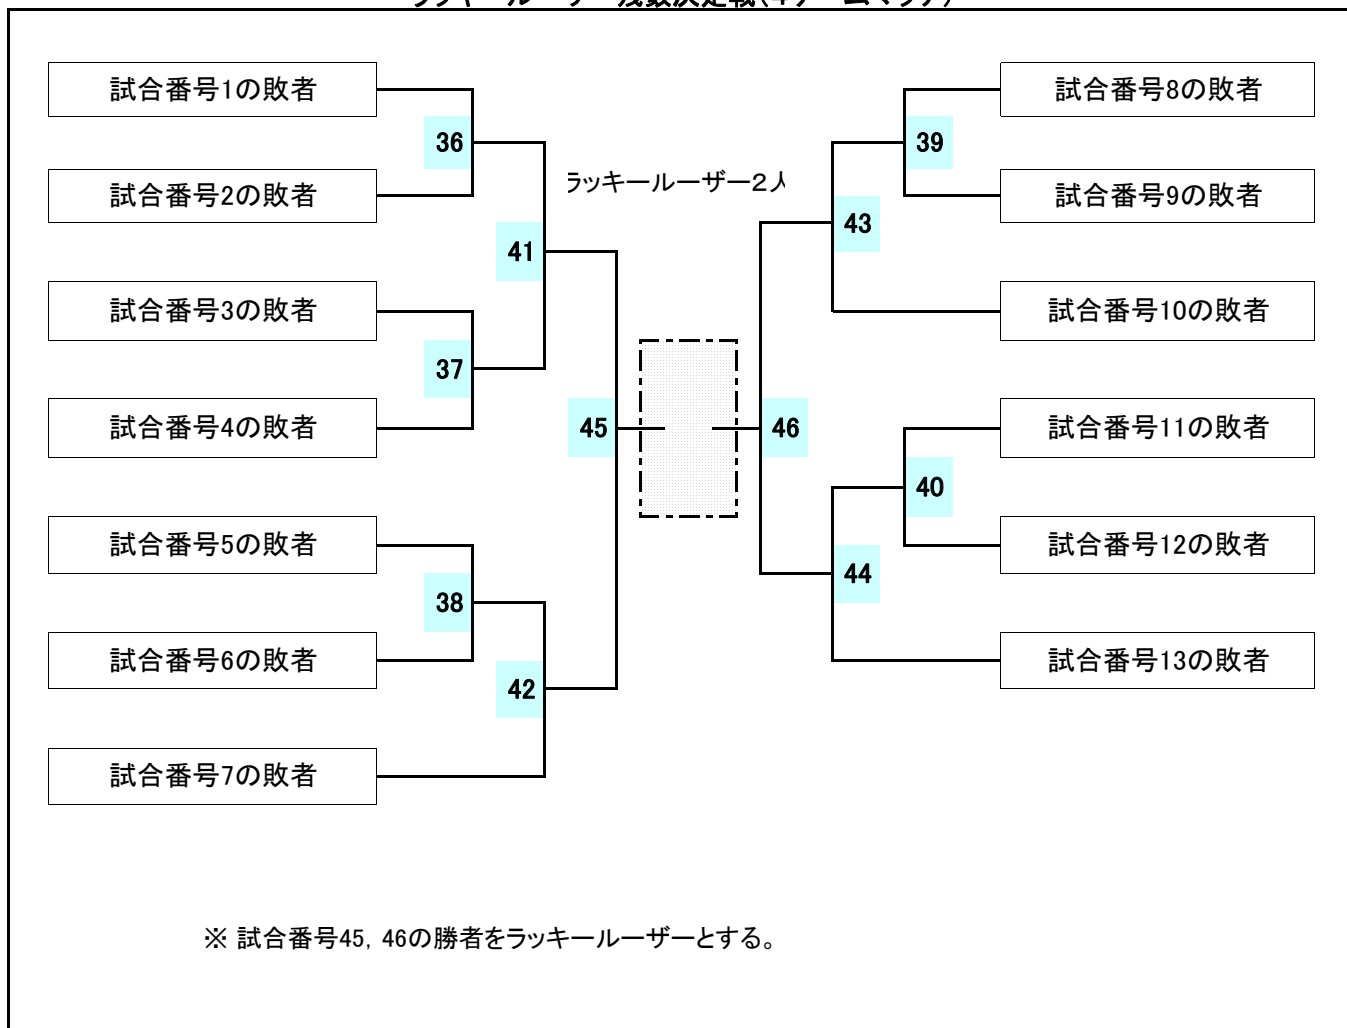 試合番号1の敗者
試合番号2の敗者
試合番号3の敗者
試合番号4の敗者
試合番号5の敗者
試合番号6の敗者
試合番号7の敗者
36
37
38
41
42
45
ラッキールーザー2人
46
43
44
39
40
試合番号8の敗者
試合番号9の敗者
試合番号10の敗者
試合番号11の敗者
試合番号12の敗者
試合番号13の敗者
※ 試合番号45, 46の勝者をラッキールーザーとする。